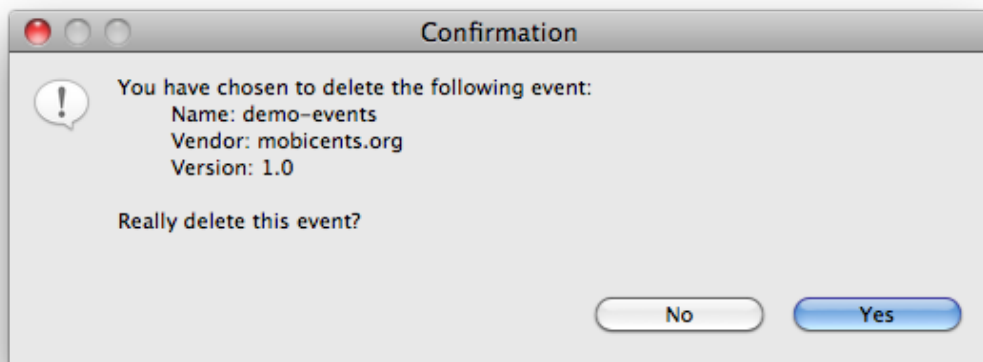 Confirmation
You have chosen to delete the following event:
Name: demo-events
Vendor: mobicents.org
Version: 1.0
Really delete this event?
No
Yes